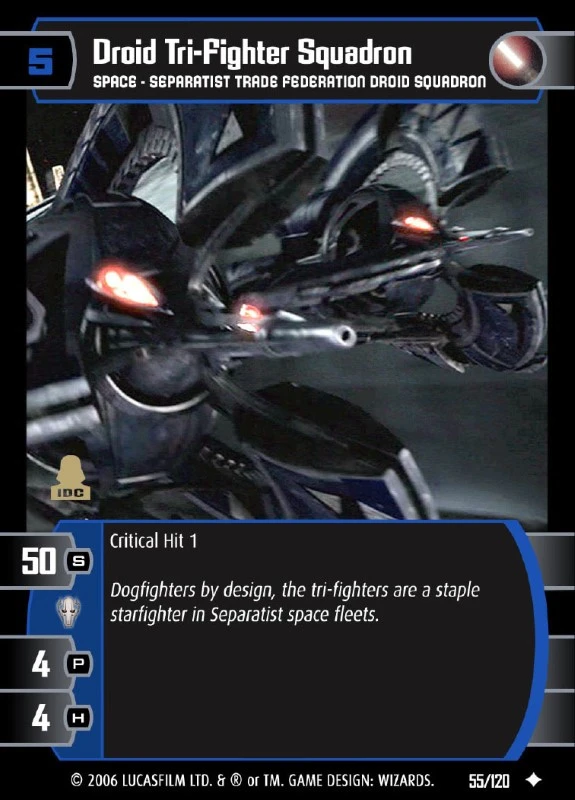 5
Droid Tri-Fighter Squadron
SPACE - SEPARATIST TRADE FEDERATION DROID SQUADRON
IDC
50 S
4 P
4 H
Critical Hit 1
Dogfighters by design, the tri-fighters are a staple
starfighter in Separatist space fleets.
© 2006 LUCASFILM LTD. & ® or TM. GAME DESIGN: WIZARDS.
55/120